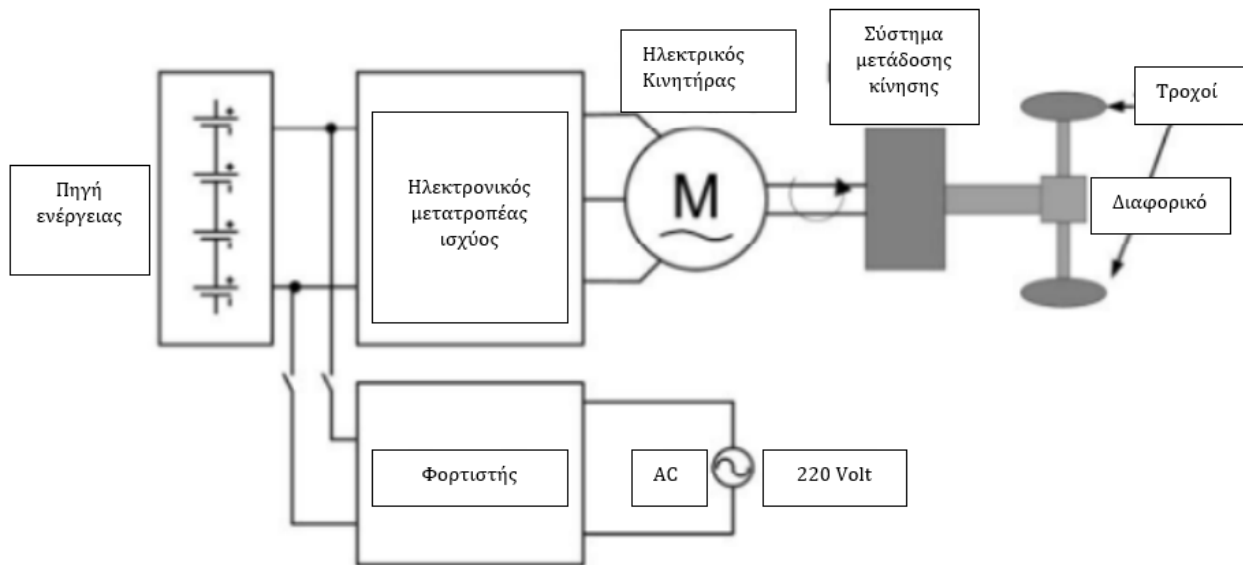 Πηγή
ενέργειας
Ηλεκτρονικός
μετατροπέας
ισχύος
Ηλεκτρικός
Κινητήρας
M
Σύστημα
μετάδοσης
κίνησης
Τροχοί
Διαφορικό
Φορτιστής
AC
220 Volt